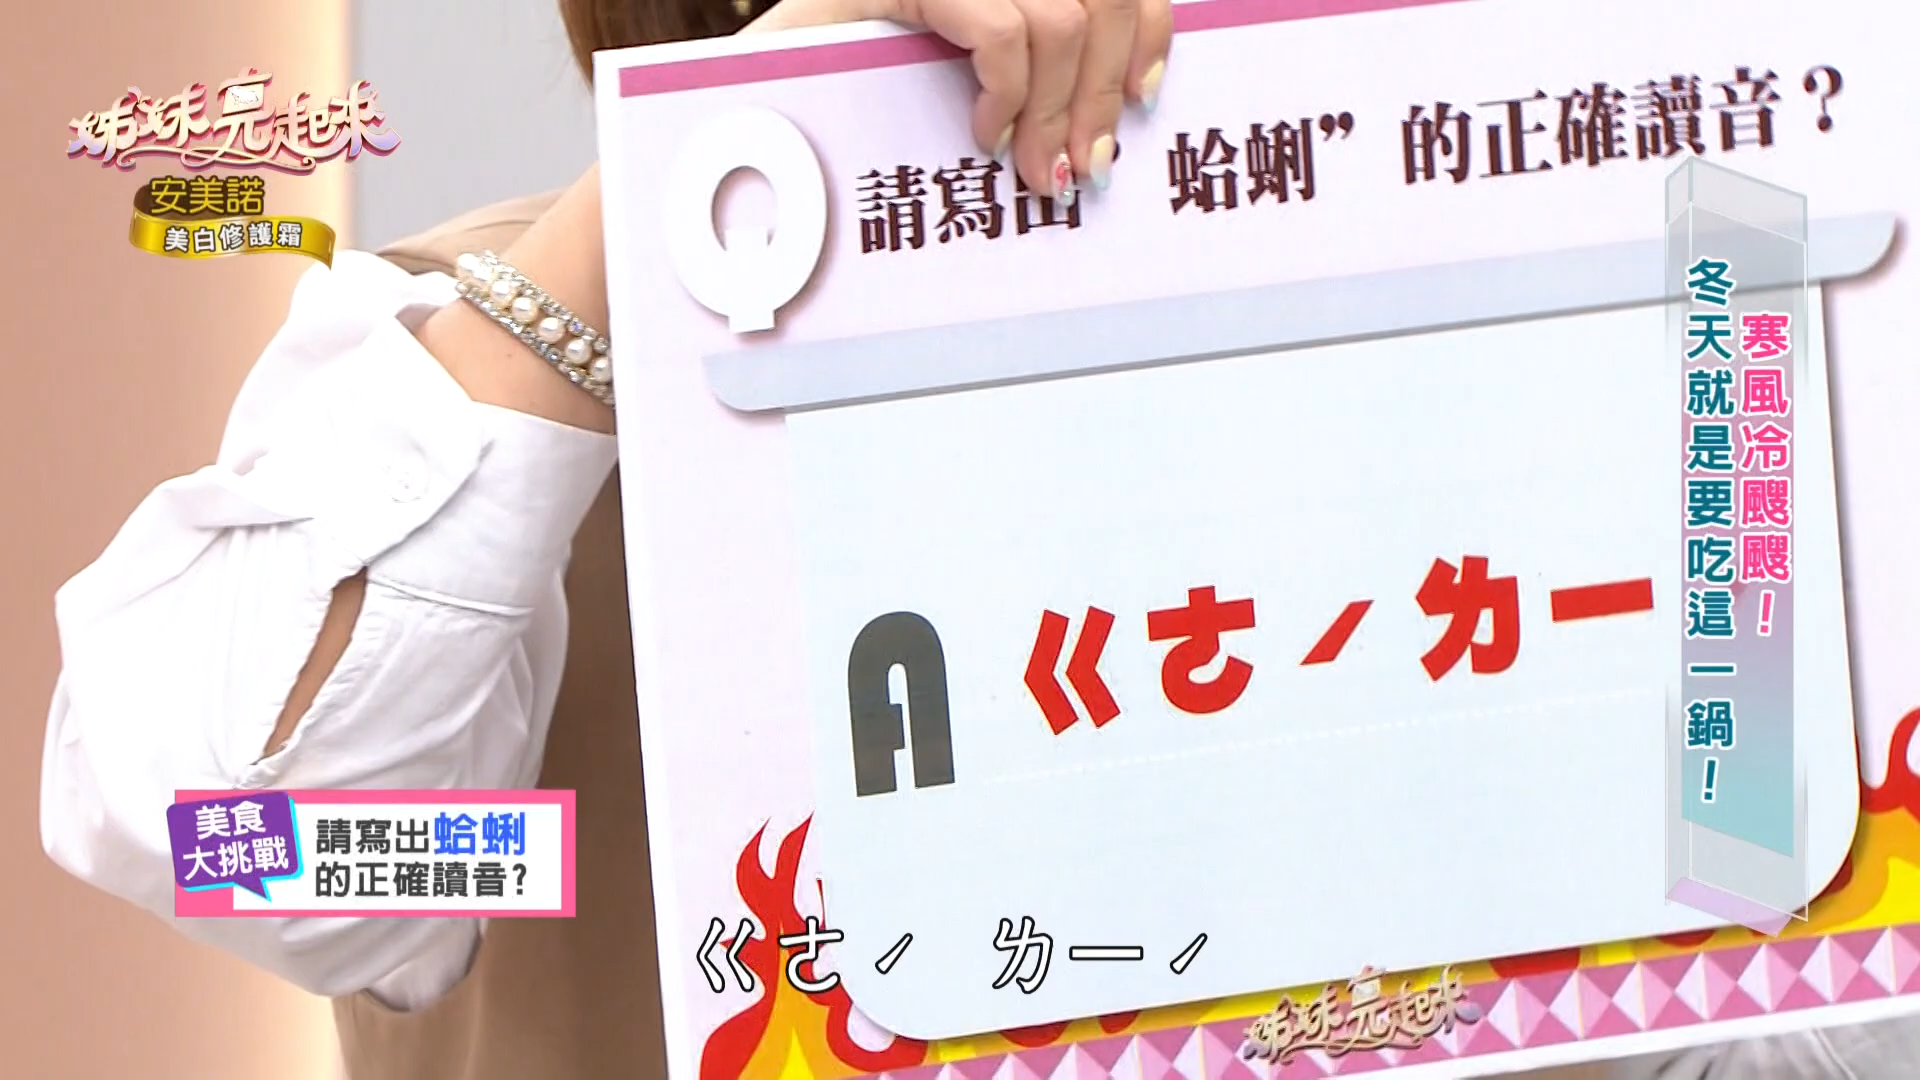 姊妹亮起來
安美諾
美白修護霜
Q 請寫出“蛤蜊”的正確讀音？
A ㄍㄜˊ ㄌㄧ
寒風冷颼颼！
冬天就是要吃這一鍋！
美食
大挑戰
請寫出蛤蜊
的正確讀音？
ㄍㄜˊ ㄌㄧˊ
姊妹亮起來